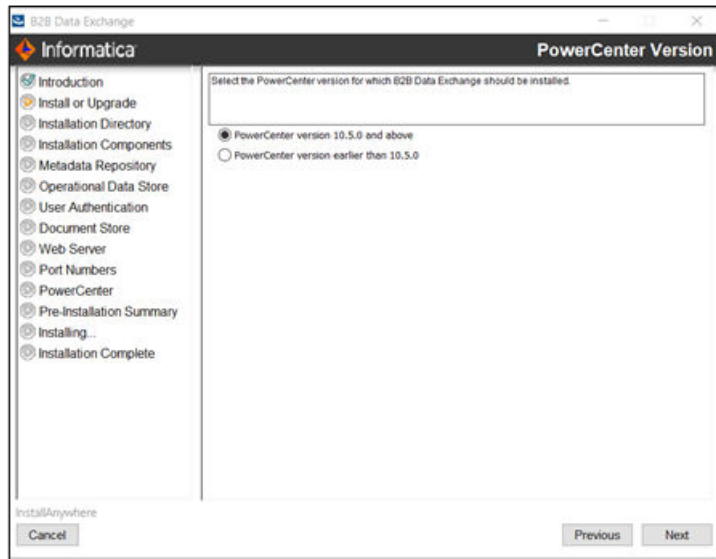 B2B Data Exchange
Informatica
PowerCenter Version
Introduction
Install or Upgrade
Installation Directory
Installation Components
Metadata Repository
Operational Data Store
User Authentication
Document Store
Web Server
Port Numbers
PowerCenter
Pre-Installation Summary
Installing...
Installation Complete
Select the PowerCenter version for which B2B Data Exchange should be installed.
PowerCenter version 10.5.0 and above
PowerCenter version earlier than 10.5.0
InstallAnywhere
Cancel
Previous
Next